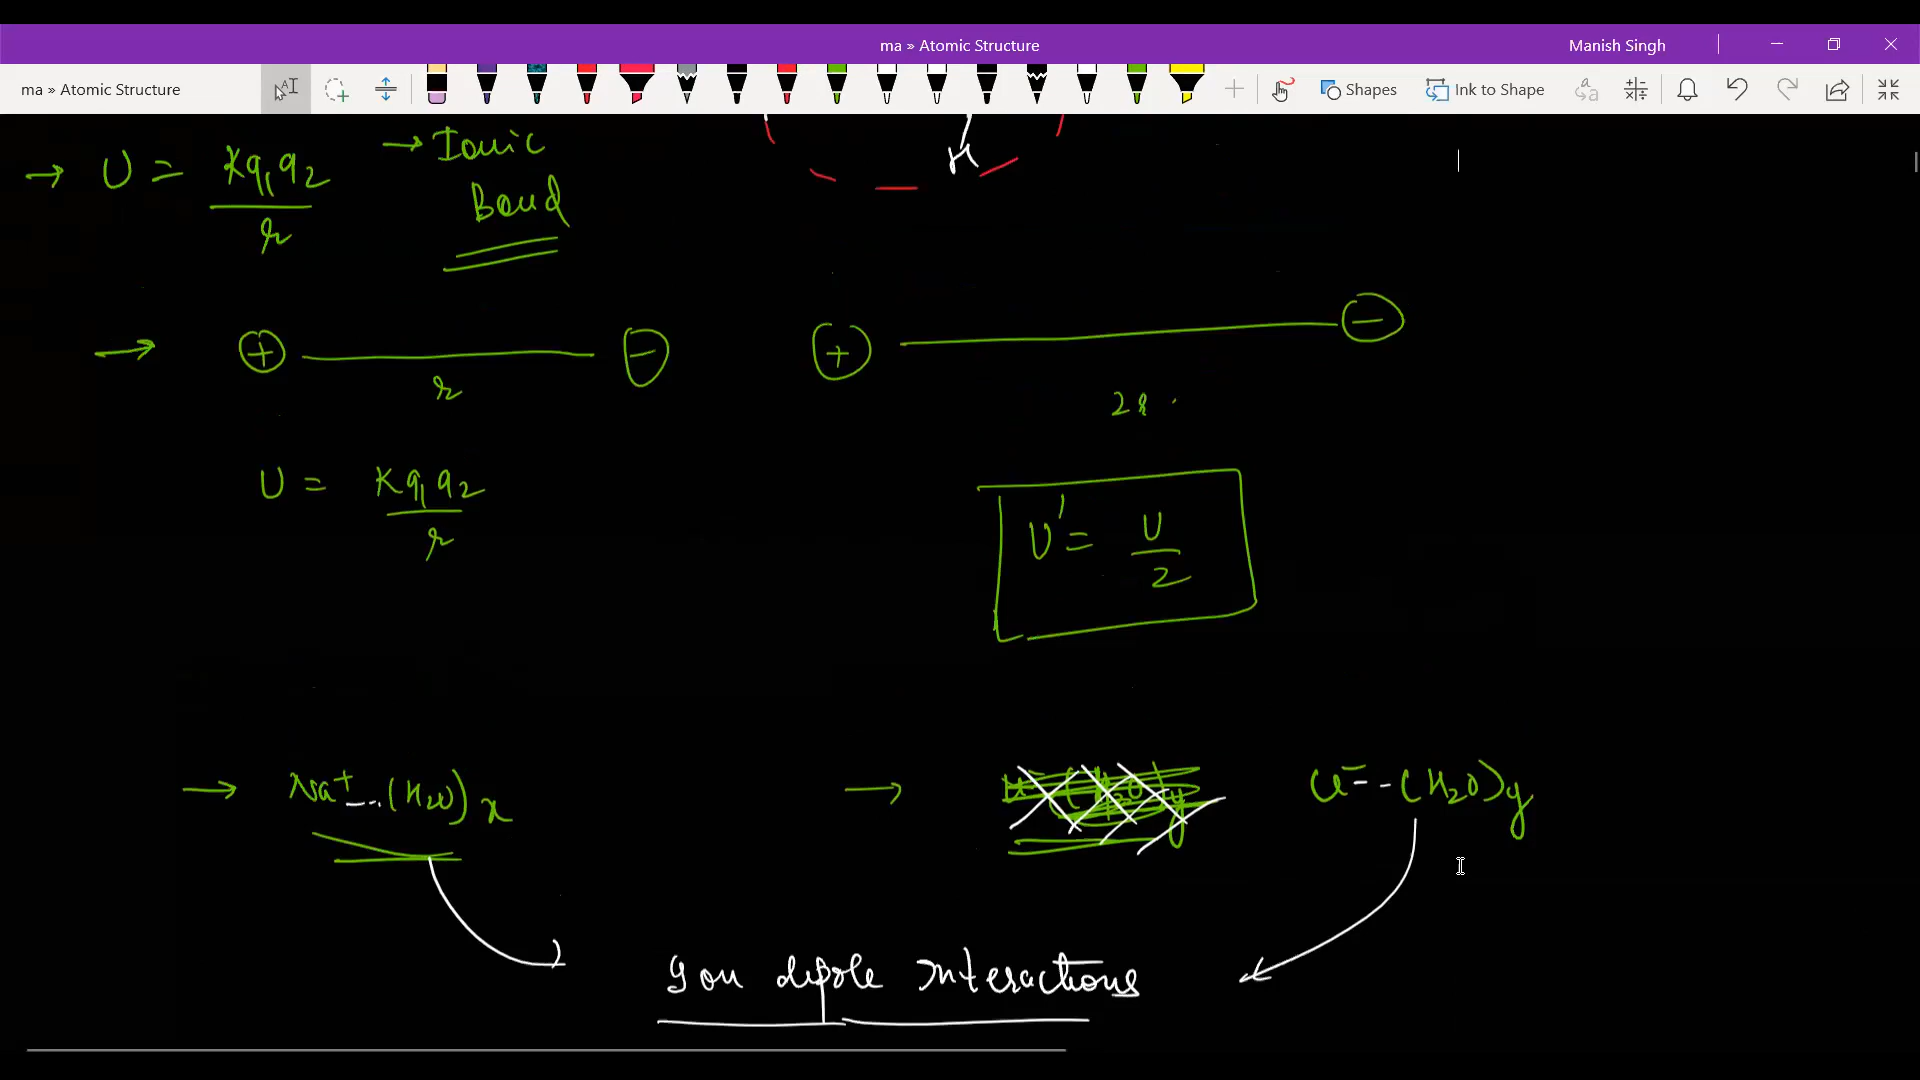 ma » Atomic Structure
Manish Singh
ma » Atomic Structure
Shapes
Ink to Shape
→ U = Kq₁q₂ / r
→ Ionic
Bond
H
→ ⊕ — ⊖
r
⊕ — ⊖
2r
U = Kq₁q₂ / r
U' = U / 2
→ Na⁺---(H₂O)x
→ Cl⁻--(H₂O)y
Ion dipole interactions